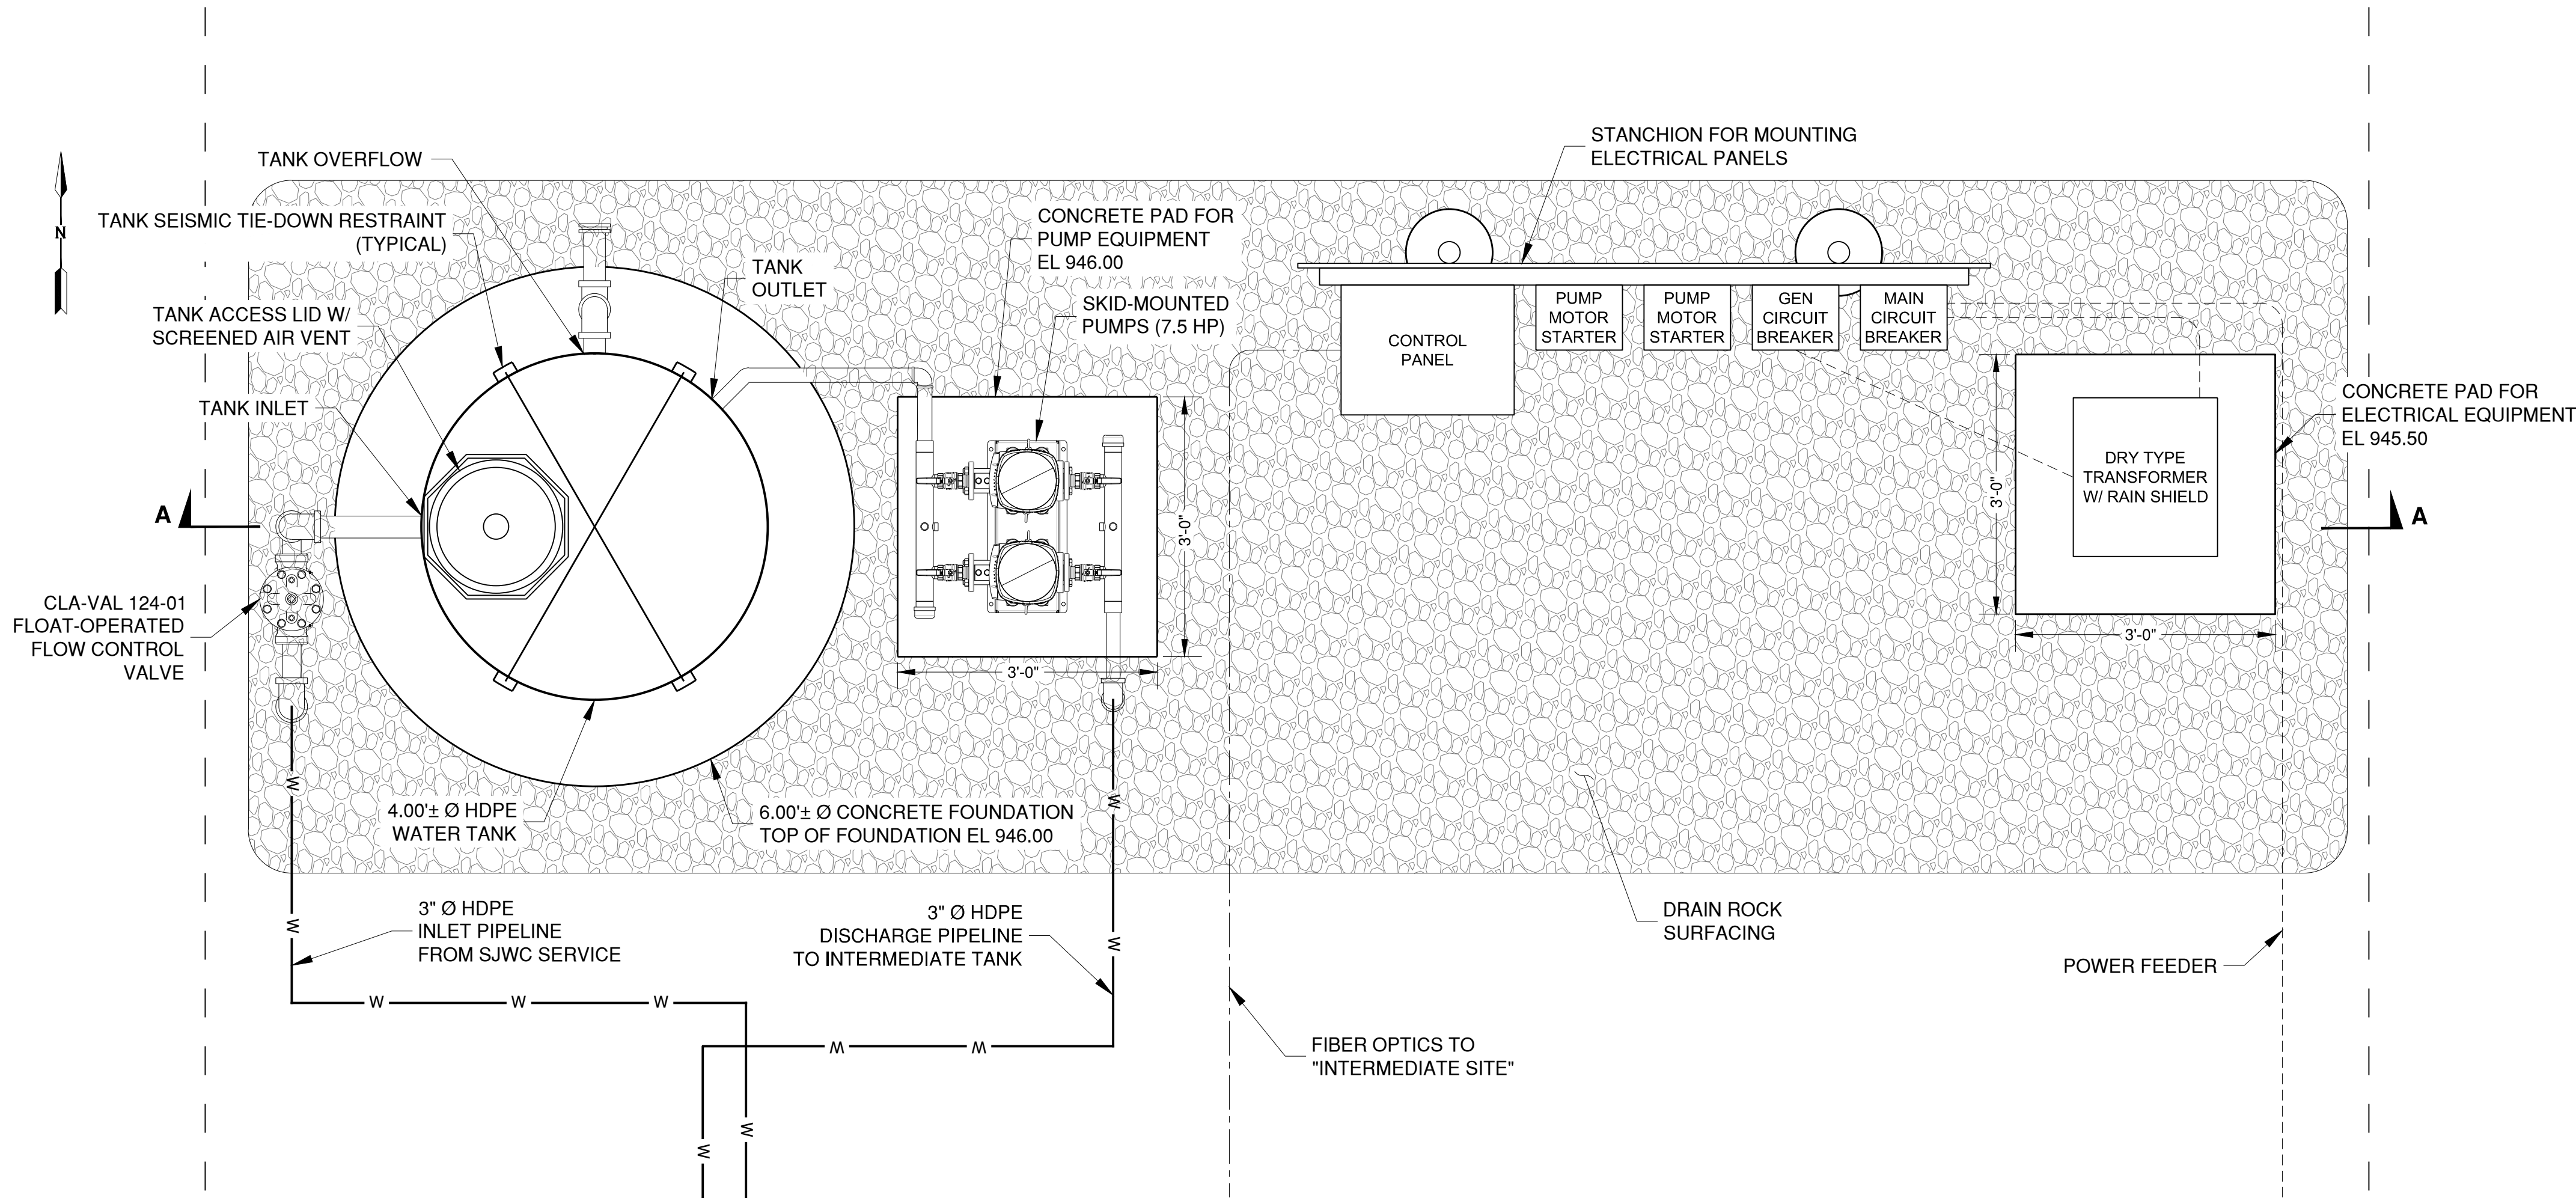 TANK OVERFLOW
TANK SEISMIC TIE-DOWN RESTRAINT
(TYPICAL)
N
TANK ACCESS LID W/
SCREENED AIR VENT
TANK INLET
A
CLA-VAL 124-01
FLOAT-OPERATED
FLOW CONTROL
VALVE
TANK
OUTLET
CONCRETE PAD FOR
PUMP EQUIPMENT
EL 946.00
SKID-MOUNTED
PUMPS (7.5 HP)
3'-0"
3'-0"
STANCHION FOR MOUNTING
ELECTRICAL PANELS
CONTROL
PANEL
PUMP
MOTOR
STARTER
PUMP
MOTOR
STARTER
GEN
CIRCUIT
BREAKER
MAIN
CIRCUIT
BREAKER
CONCRETE PAD FOR
ELECTRICAL EQUIPMENT
EL 945.50
DRY TYPE
TRANSFORMER
W/ RAIN SHIELD
3'-0"
3'-0"
A
4.00'± Ø HDPE
WATER TANK
6.00'± Ø CONCRETE FOUNDATION
TOP OF FOUNDATION EL 946.00
W
W
W
W
3" Ø HDPE
INLET PIPELINE
FROM SJWC SERVICE
3" Ø HDPE
DISCHARGE PIPELINE
TO INTERMEDIATE TANK
DRAIN ROCK
SURFACING
POWER FEEDER
W
W
W
W
W
FIBER OPTICS TO
"INTERMEDIATE SITE"
W
W